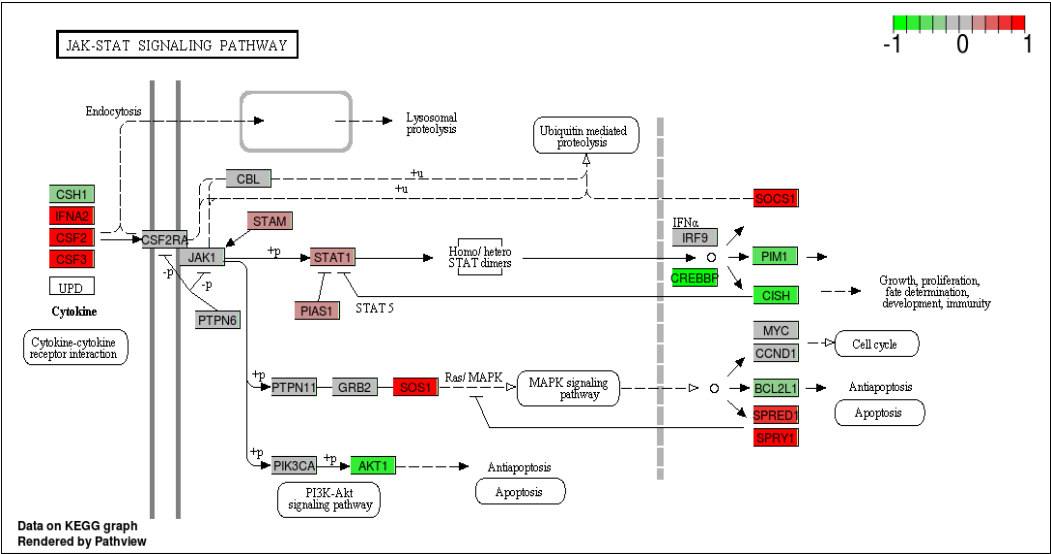 JAK-STAT SIGNALING PATHWAY
-1 0 1
Endocytosis
Lysosomal
proteolysis
Ubiquitin mediated
proteolysis
CBL
+u
+u
CSH1
IFNA2
CSF2
CSF3
UPD
Cytokine
Cytokine-cytokine
receptor interaction
CSF2RA
STAM
JAK1
+p
STAT1
-p
-p
PTPN6
PIAS1
STAT 5
Homo/ hetero
STAT dimers
SOCS1
IFNα
IRF9
CREBBP
PIM1
CISH
Growth, proliferation,
fate determination,
development, immunity
MYC
CCND1
Cell cycle
+p
PTPN11
GRB2
SOS1
Ras/ MAPK
MAPK signaling
pathway
BCL2L1
Antiapoptosis
SPRED1
Apoptosis
SPRY1
+p
PIK3CA
+p
AKT1
Antiapoptosis
PI3K-Akt
signaling pathway
Apoptosis
Data on KEGG graph
Rendered by Pathview